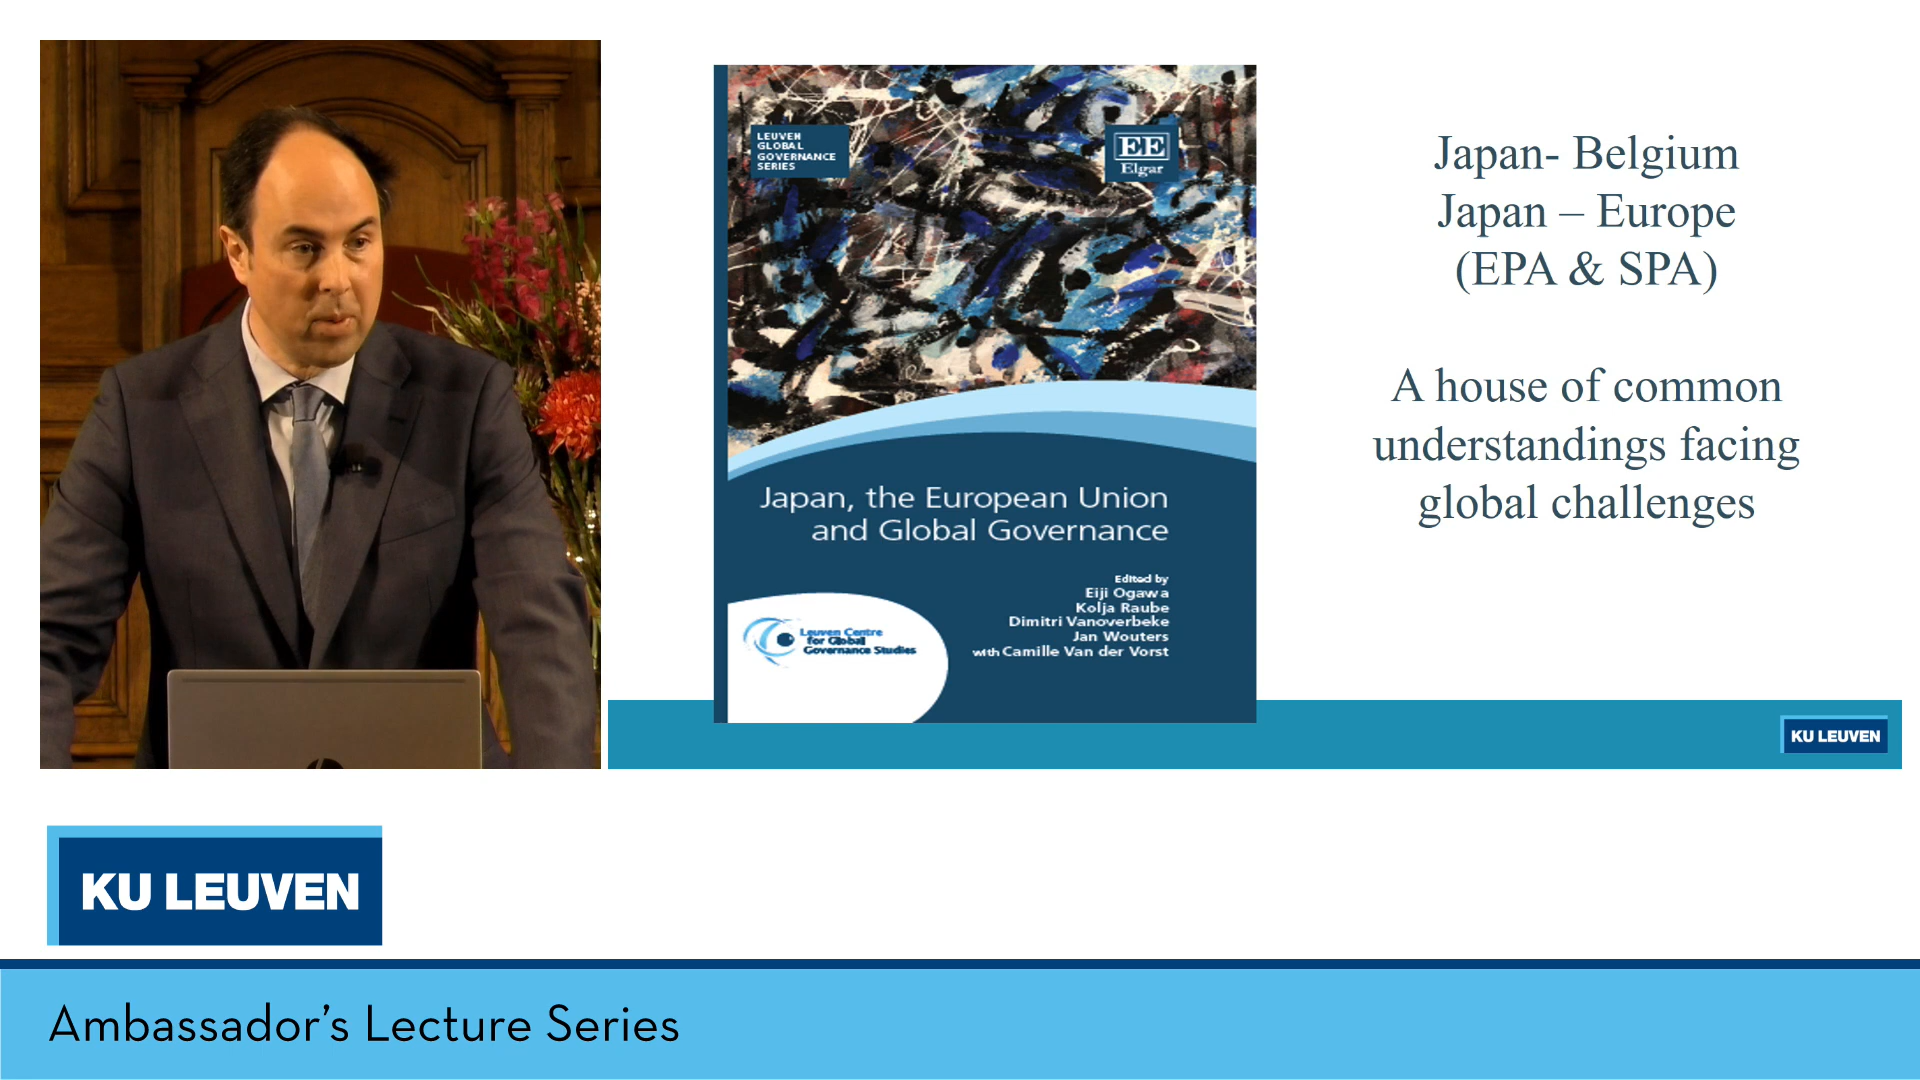 LEUVEN
GLOBAL
GOVERNANCE
SERIES
EE
Elgar
Japan, the European Union
and Global Governance
Edited by
Eiji Ogawa
Kolja Raube
Dimitri Vanoverbeke
Jan Wouters
with Camille Van der Vorst
Leuven Centre
for Global
Governance Studies
Japan- Belgium
Japan – Europe
(EPA & SPA)
A house of common
understandings facing
global challenges
KU LEUVEN
KU LEUVEN
Ambassador's Lecture Series